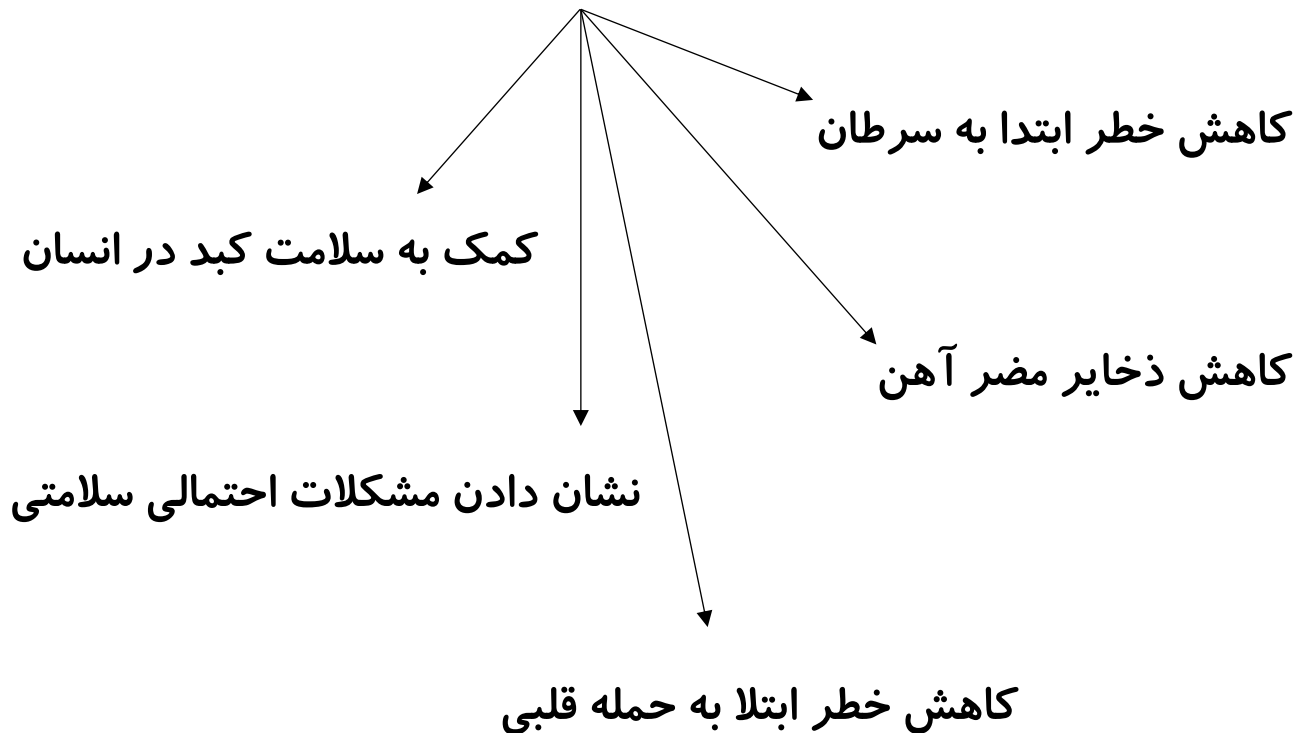 کاهش خطر ابتدا به سرطان
کمک به سلامت کبد در انسان
کاهش ذخایر مضر آهن
نشان دادن مشکلات احتمالی سلامتی
کاهش خطر ابتلا به حمله قلبی